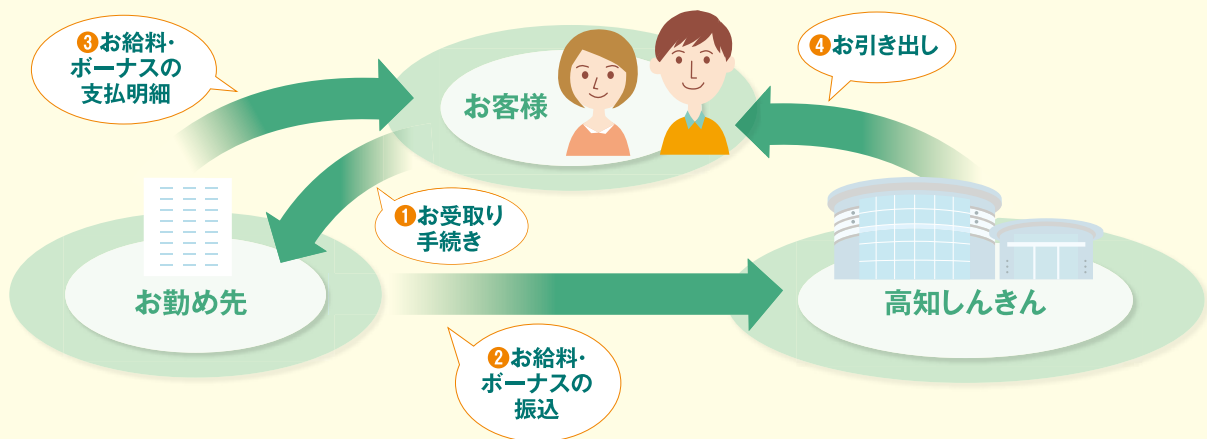 ❸お給料・
ボーナスの
支払明細
お客様
❹お引き出し
❶お受取り
手続き
お勤め先
高知しんきん
❷お給料・
ボーナスの
振込